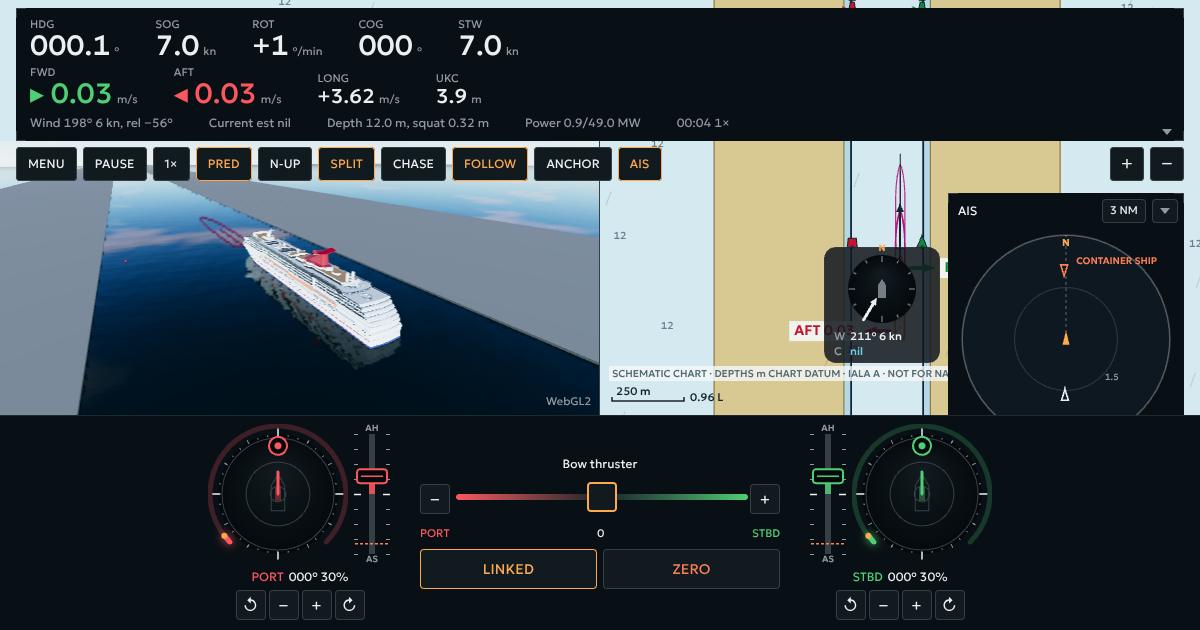 12
12
HDG SOG ROT COG STW
000.1 ° 7.0 kn +1 °/min 000 ° 7.0 kn
FWD AFT LONG UKC
▶ 0.03 m/s ◀ 0.03 m/s +3.62 m/s 3.9 m
Wind 198° 6 kn, rel −56° Current est nil Depth 12.0 m, squat 0.32 m Power 0.9/49.0 MW 00:04 1×
12
MENU PAUSE 1× PRED N-UP SPLIT CHASE FOLLOW ANCHOR AIS + −
AIS 3 NM
N
CONTAINER SHIP
1.5
12
12
N
12
AFT 0.03
W 211° 6 kn
C nil
SCHEMATIC CHART · DEPTHS m CHART DATUM · IALA A · NOT FOR NA
250 m 0.96 L
WebGL2
AH
AS
PORT 000° 30%
− +
Bow thruster
− +
PORT 0 STBD
LINKED ZERO
AH
AS
STBD 000° 30%
− +